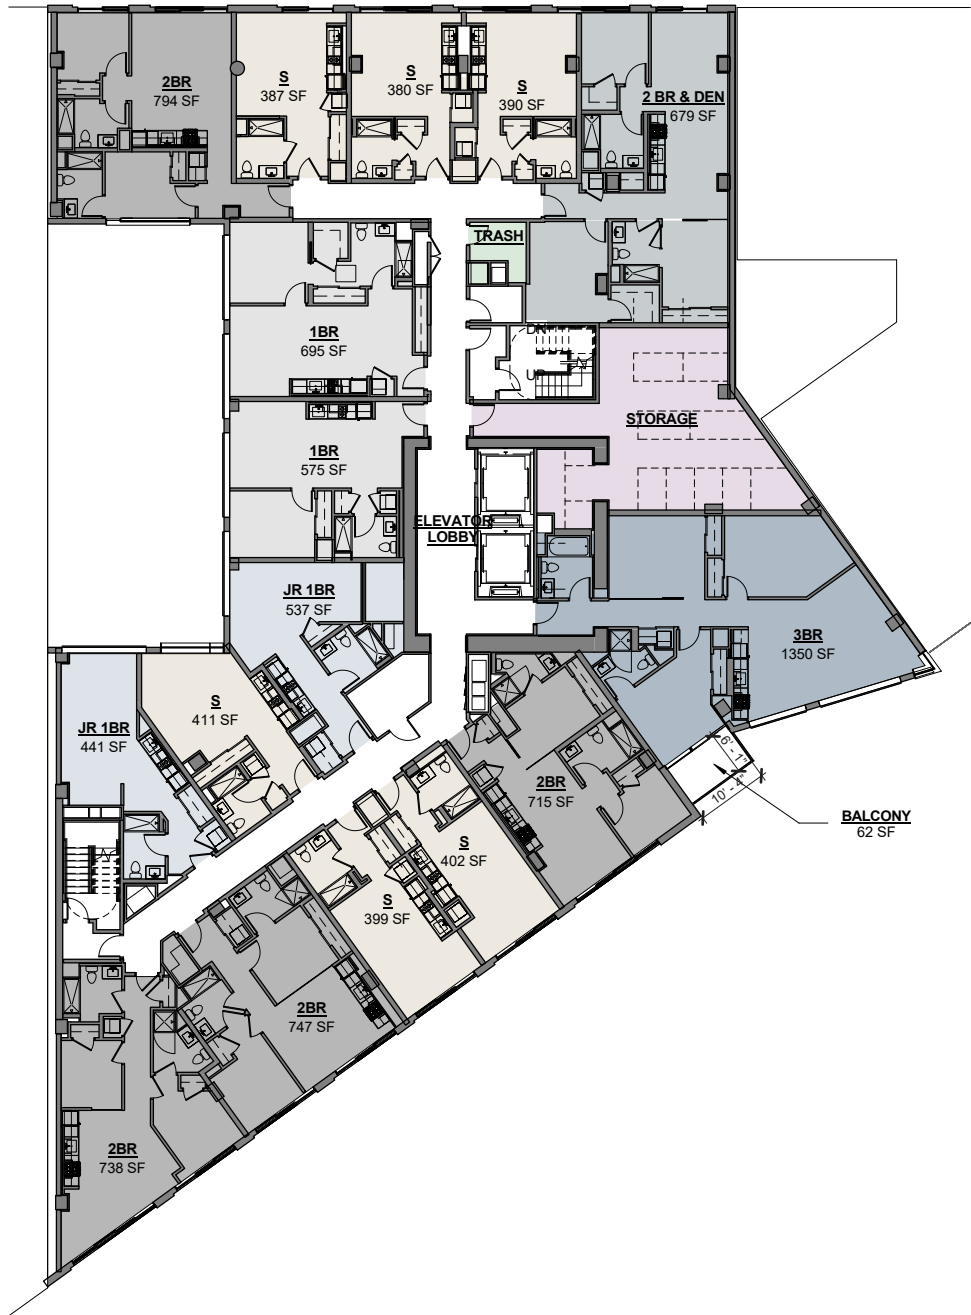 2BR
794 SF
S
387 SF
S
380 SF
S
390 SF
2 BR & DEN
679 SF
TRASH
1BR
695 SF
DN
UP
STORAGE
1BR
575 SF
ELEVATOR
LOBBY
JR 1BR
537 SF
3BR
1350 SF
S
411 SF
JR 1BR
441 SF
6' - 1"
10' - 4"
2BR
715 SF
BALCONY
62 SF
S
402 SF
S
399 SF
2BR
747 SF
2BR
738 SF